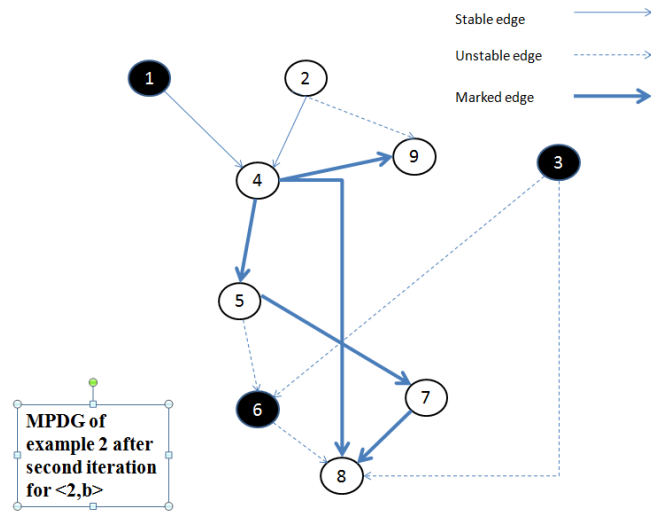 Stable edge
Unstable edge
Marked edge
1
2
9
3
4
5
7
6
8
MPDG of
example 2 after
second iteration
for <2,b>